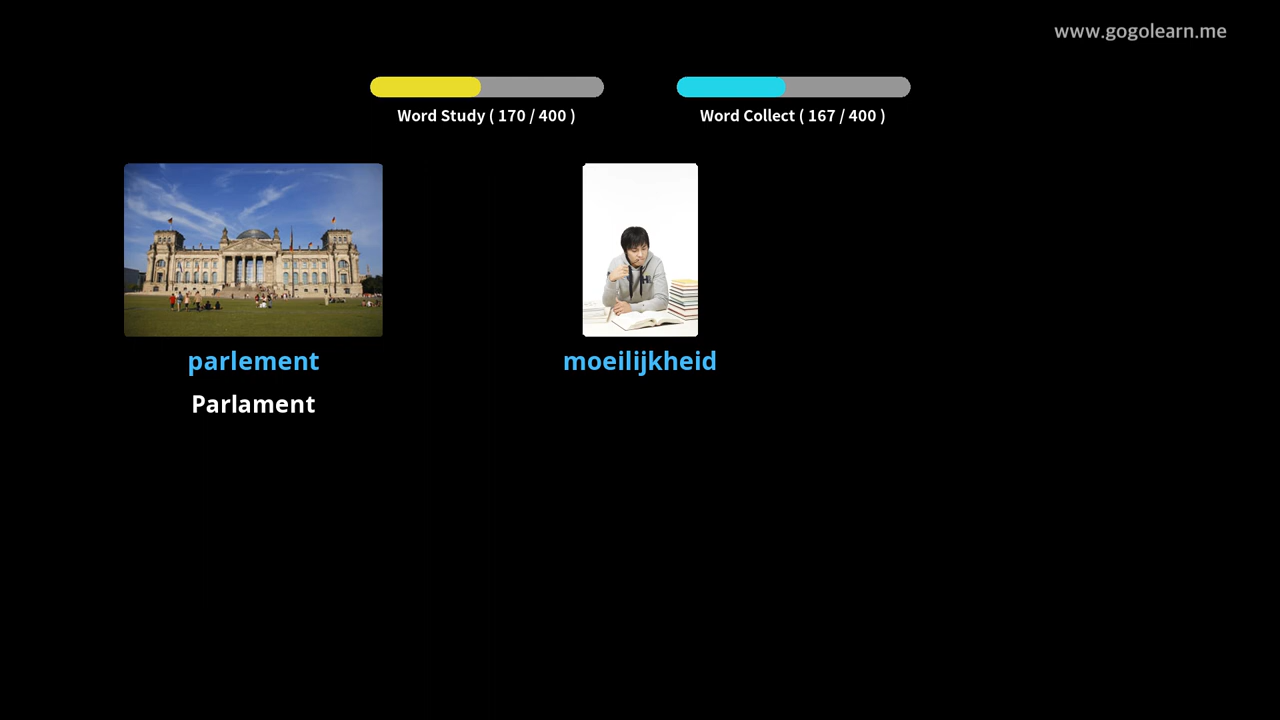 www.gogolearn.me
Word Study ( 170 / 400 )
Word Collect ( 167 / 400 )
parlement
moeilijkheid
Parlament